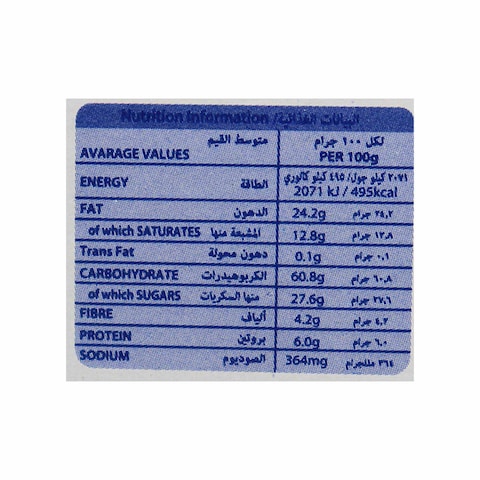 Nutrition Information / البيانات الغذائية
AVARAGE VALUES متوسط القيم لكل ١٠٠ جرام
PER 100g
ENERGY الطاقة ٢٠٧١ كيلو جول/ ٤٩٥ كيلو كالوري
2071 kJ / 495kcal
FAT الدهون 24.2g ٢٤,٢ جرام
of which SATURATES المشبعة منها 12.8g ١٢,٨ جرام
Trans Fat دهون محولة 0.1g ٠,١ جرام
CARBOHYDRATE الكربوهيدرات 60.8g ٦٠,٨ جرام
of which SUGARS منها السكريات 27.6g ٢٧,٦ جرام
FIBRE ألياف 4.2g ٤,٢ جرام
PROTEIN بروتين 6.0g ٦,٠ جرام
SODIUM الصوديوم 364mg ٣٦٤ مللجرام